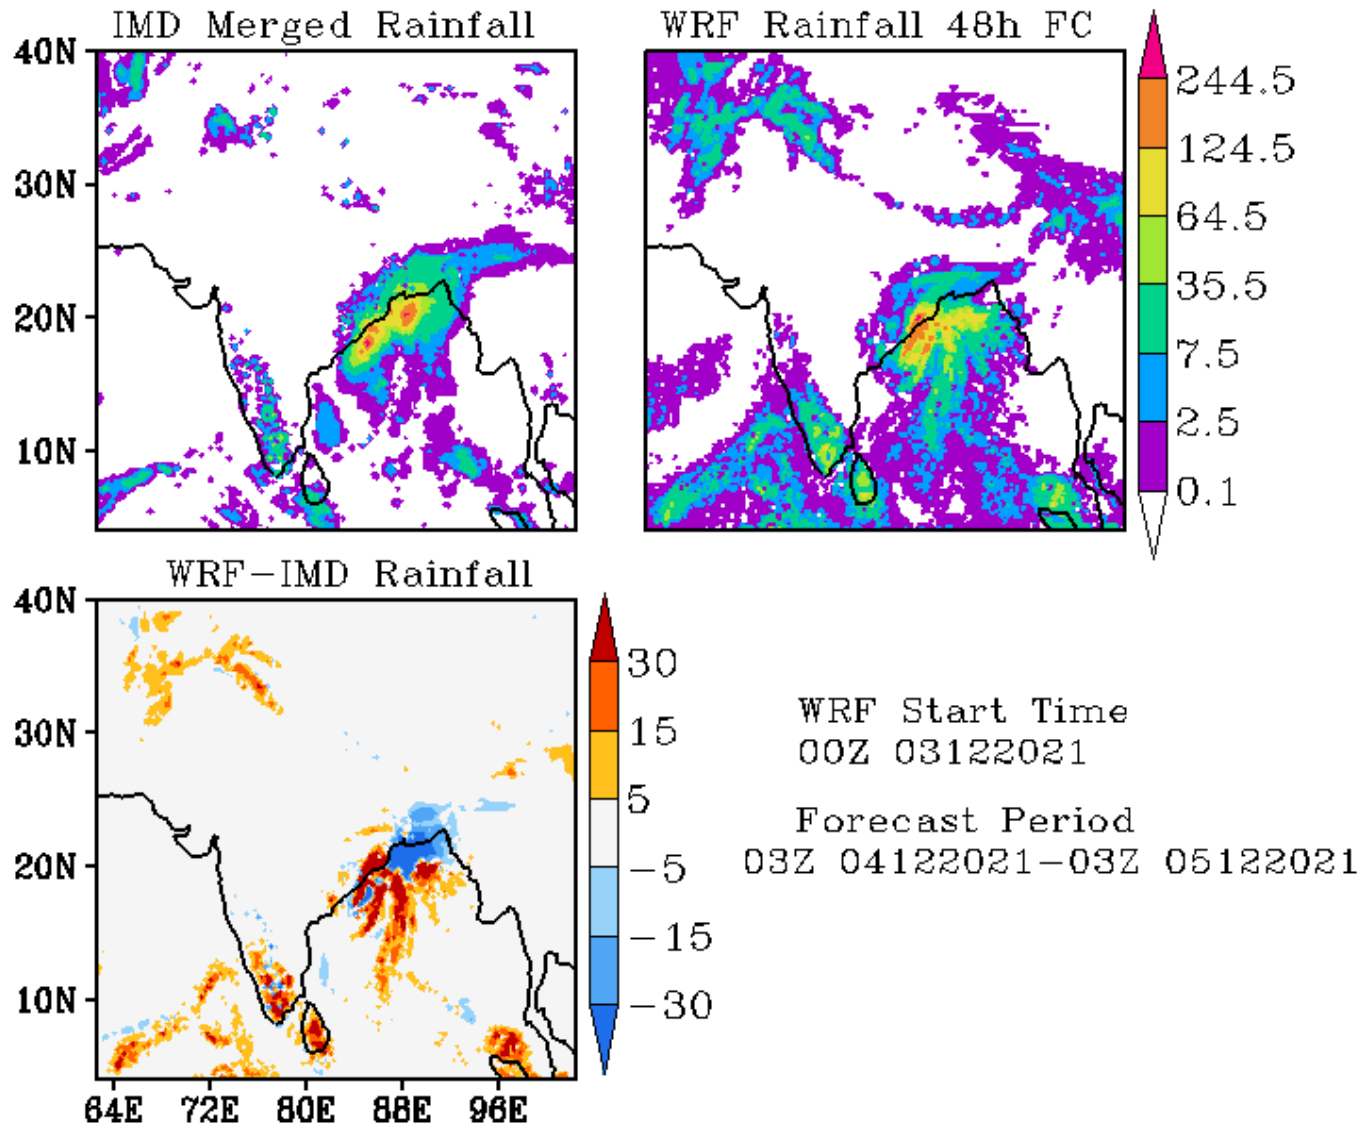 IMD Merged Rainfall
WRF Rainfall 48h FC
40N
30N
20N
10N
244.5
124.5
64.5
35.5
7.5
2.5
0.1
WRF-IMD Rainfall
40N
30N
20N
10N
64E 72E 80E 88E 96E
30
15
5
-5
-15
-30
WRF Start Time
00Z 03122021
Forecast Period
03Z 04122021-03Z 05122021